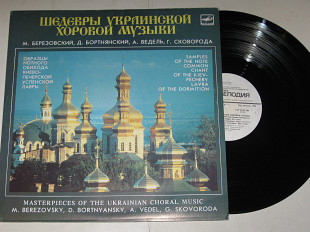 ШЕДЕВРЫ УКРАИНСКОЙ
ХОРОВОЙ МУЗЫКИ
М. БЕРЕЗОВСКИЙ, Д. БОРТНЯНСКИЙ, А. ВЕДЕЛЬ, Г. СКОВОРОДА
ОБРАЗЦЫ
НОТНОГО
ОБИХОДА
КИЕВО-
ПЕЧЕРСКОЙ
УСПЕНСКОЙ
ЛАВРЫ
SAMPLES
OF THE NOTE
COMMON
CHANT
OF THE KIEV-
PECHERY
LAVRA
OF THE DORMITION
MASTERPIECES OF THE UKRAINIAN CHORAL MUSIC
M. BEREZOVSKY, D. BORTNYANSKY, A. VEDEL, G. SKOVORODA
МЕЛОДИЯ